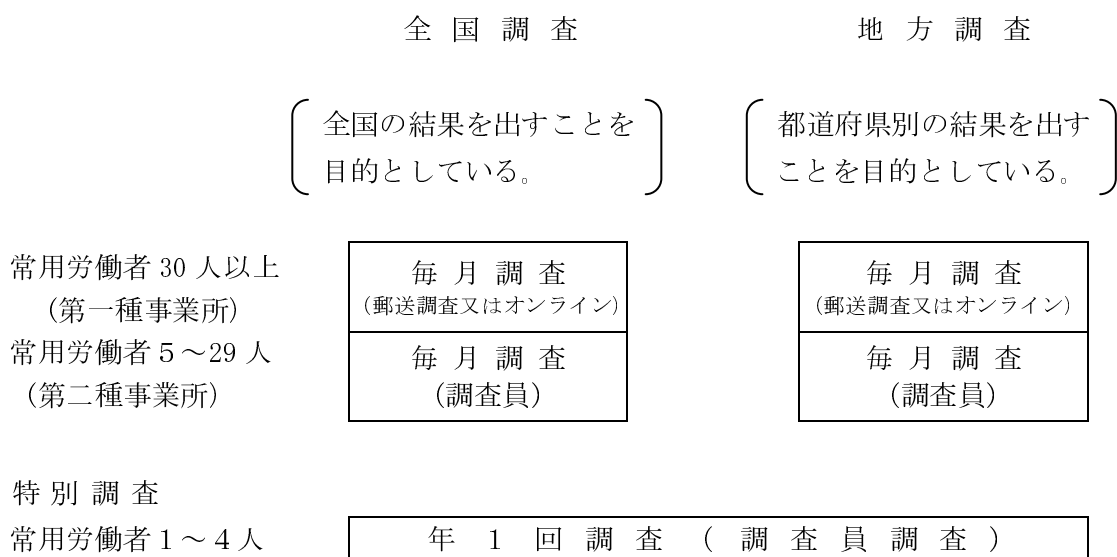 全国調査 地方調査
全国の結果を出すことを 都道府県別の結果を出す
目的としている。 ことを目的としている。
常用労働者 30 人以上 毎月調査 毎月調査
(第一種事業所) (郵送調査又はオンライン) (郵送調査又はオンライン)
常用労働者５～29 人 毎月調査 毎月調査
(第二種事業所) (調査員) (調査員)
特別調査
常用労働者１～４人 年１回調査(調査員調査)